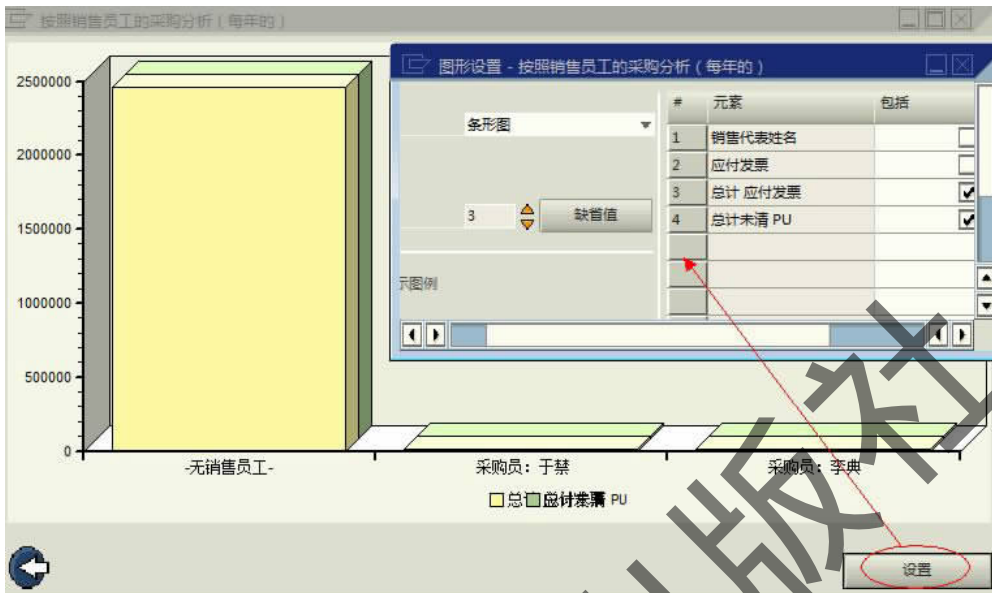 按照销售员工的采购分析（每年的）
图形设置 - 按照销售员工的采购分析（每年的）
# 元素 包括
条形图
1 销售代表姓名
2 应付发票
3 总计 应付发票
3 缺省值
4 总计未清 PU
示图例
2500000
2000000
1500000
1000000
500000
0
-无销售员工-
采购员：于禁
采购员：李典
PU
设置
版社